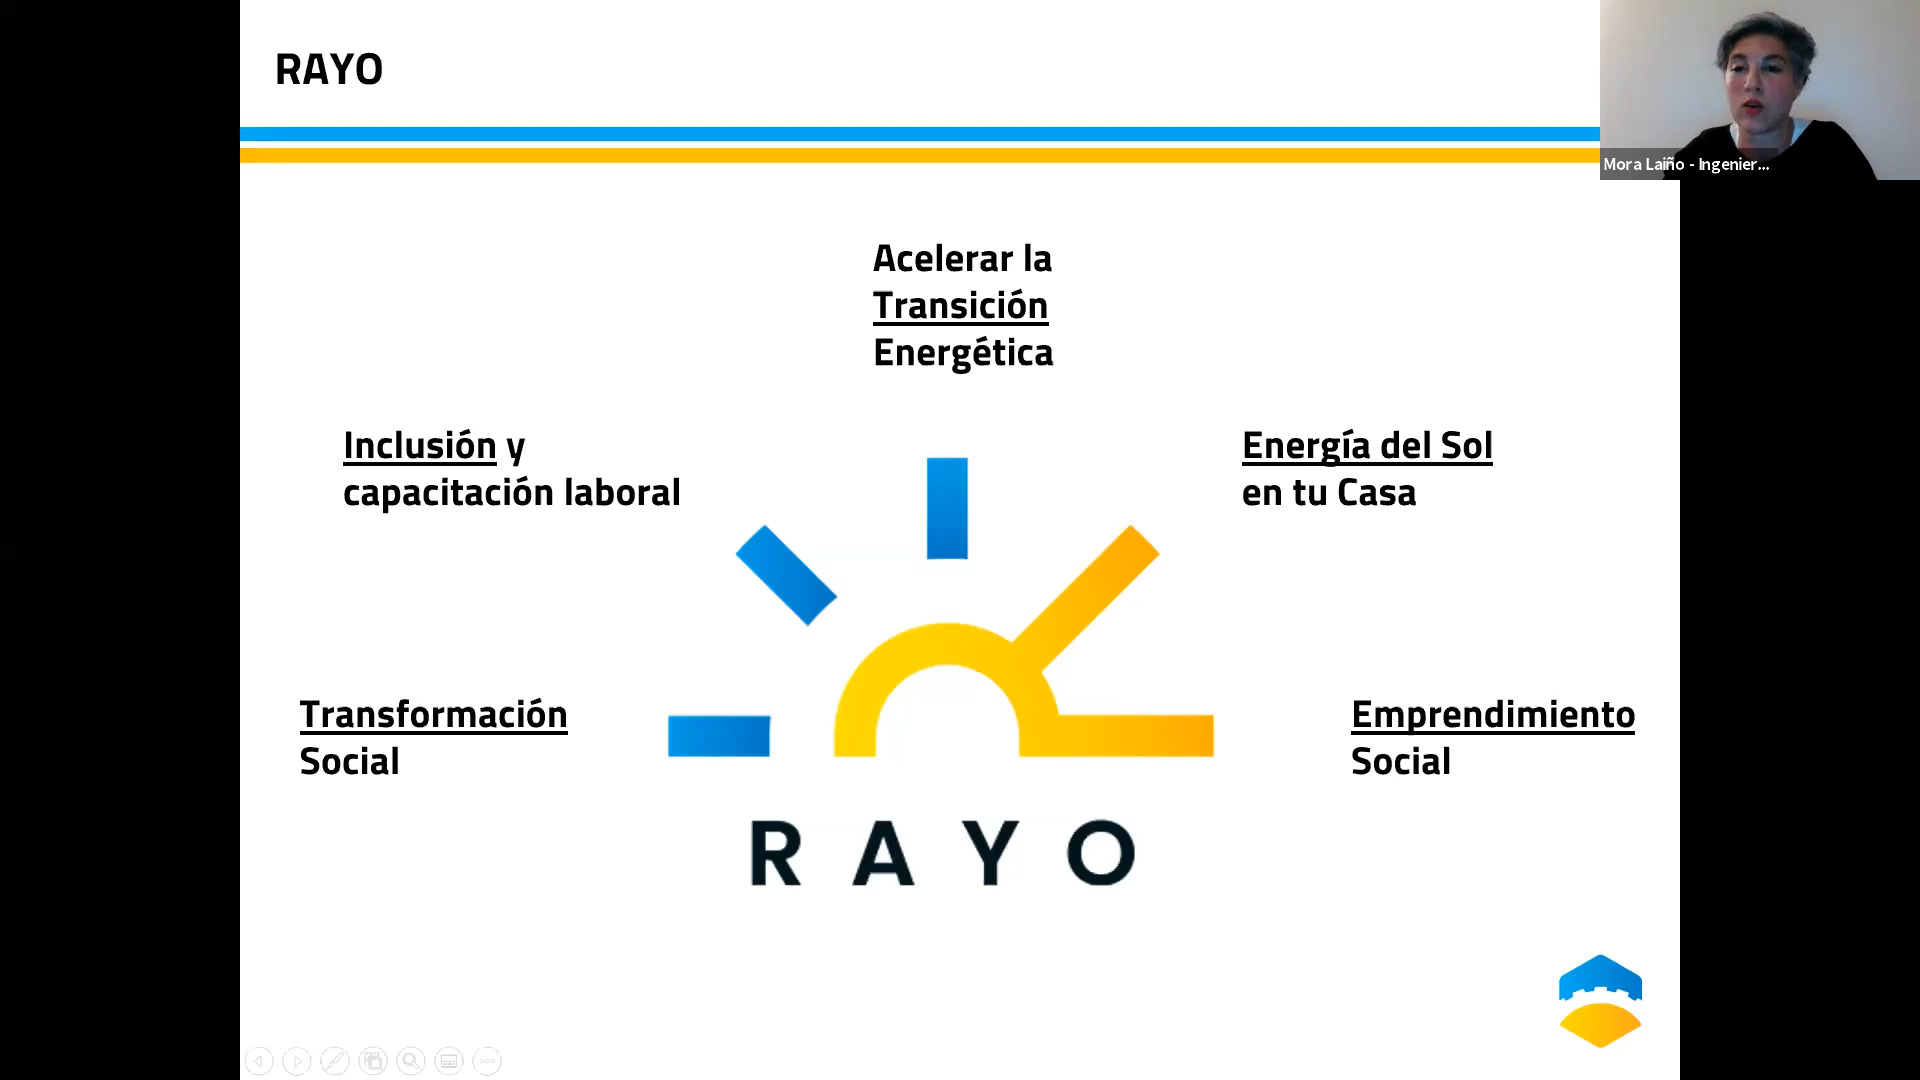 RAYO
Mora Laiño - Ingenier...
Acelerar la
Transición
Energética
Inclusión y
capacitación laboral
Energía del Sol
en tu Casa
Transformación
Social
Emprendimiento
Social
RAYO